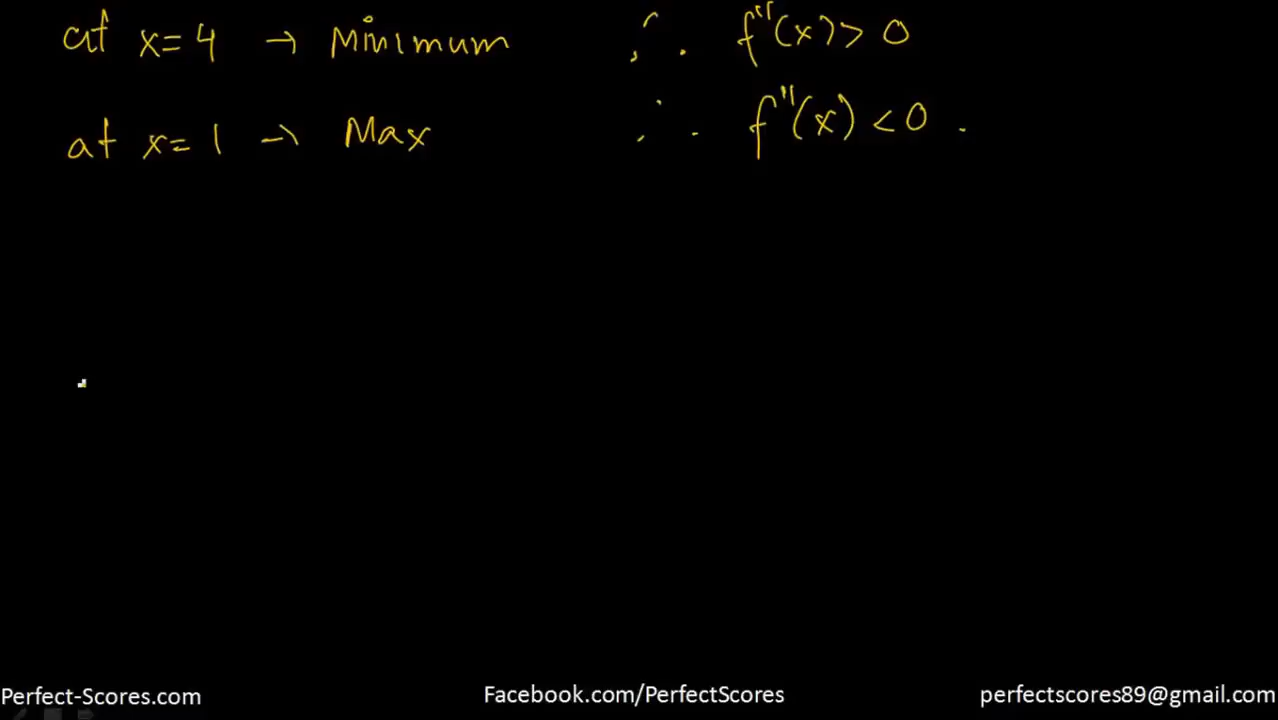 at x=4 → Minimum ∴ f"(x)> 0
at x=1 → Max ∴ f"(x) <0 .
Perfect-Scores.com Facebook.com/PerfectScores perfectscores89@gmail.com